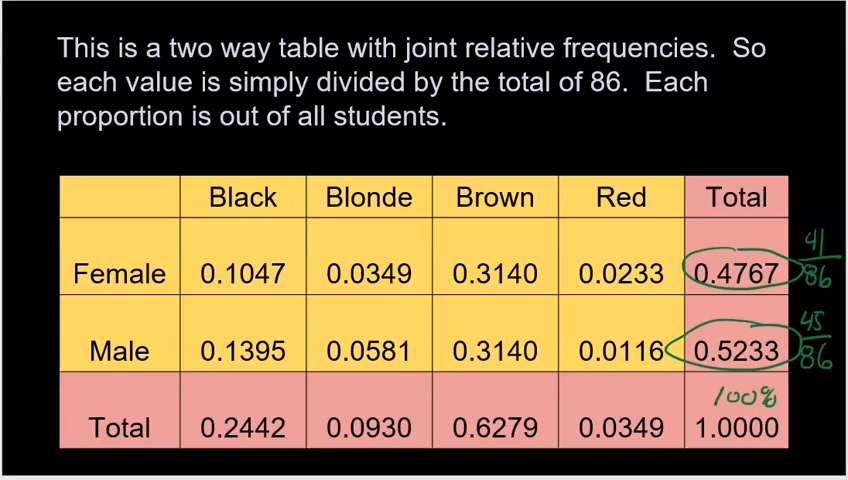 This is a two way table with joint relative frequencies. So
each value is simply divided by the total of 86. Each
proportion is out of all students.
Black Blonde Brown Red Total
Female 0.1047 0.0349 0.3140 0.0233 0.4767 41/86
Male 0.1395 0.0581 0.3140 0.0116 0.5233 45/86
100%
Total 0.2442 0.0930 0.6279 0.0349 1.0000